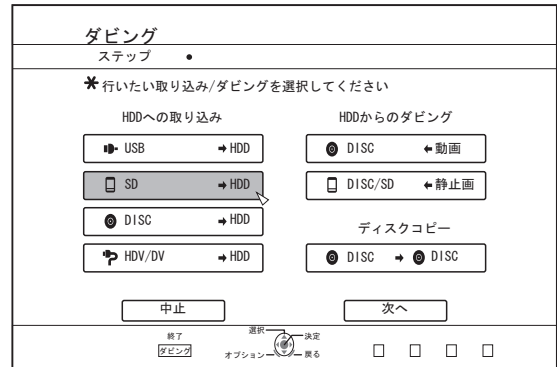 ダビング
ステップ ●
*行いたい取り込み/ダビングを選択してください
HDDへの取り込み
USB ➡ HDD
SD ➡ HDD
DISC ➡ HDD
HDV/DV ➡ HDD
HDDからのダビング
DISC ⬅ 動画
DISC/SD ⬅ 静止画
ディスクコピー
DISC ➡ DISC
中止
次へ
終了
ダビング
選択
決定
オプション
戻る